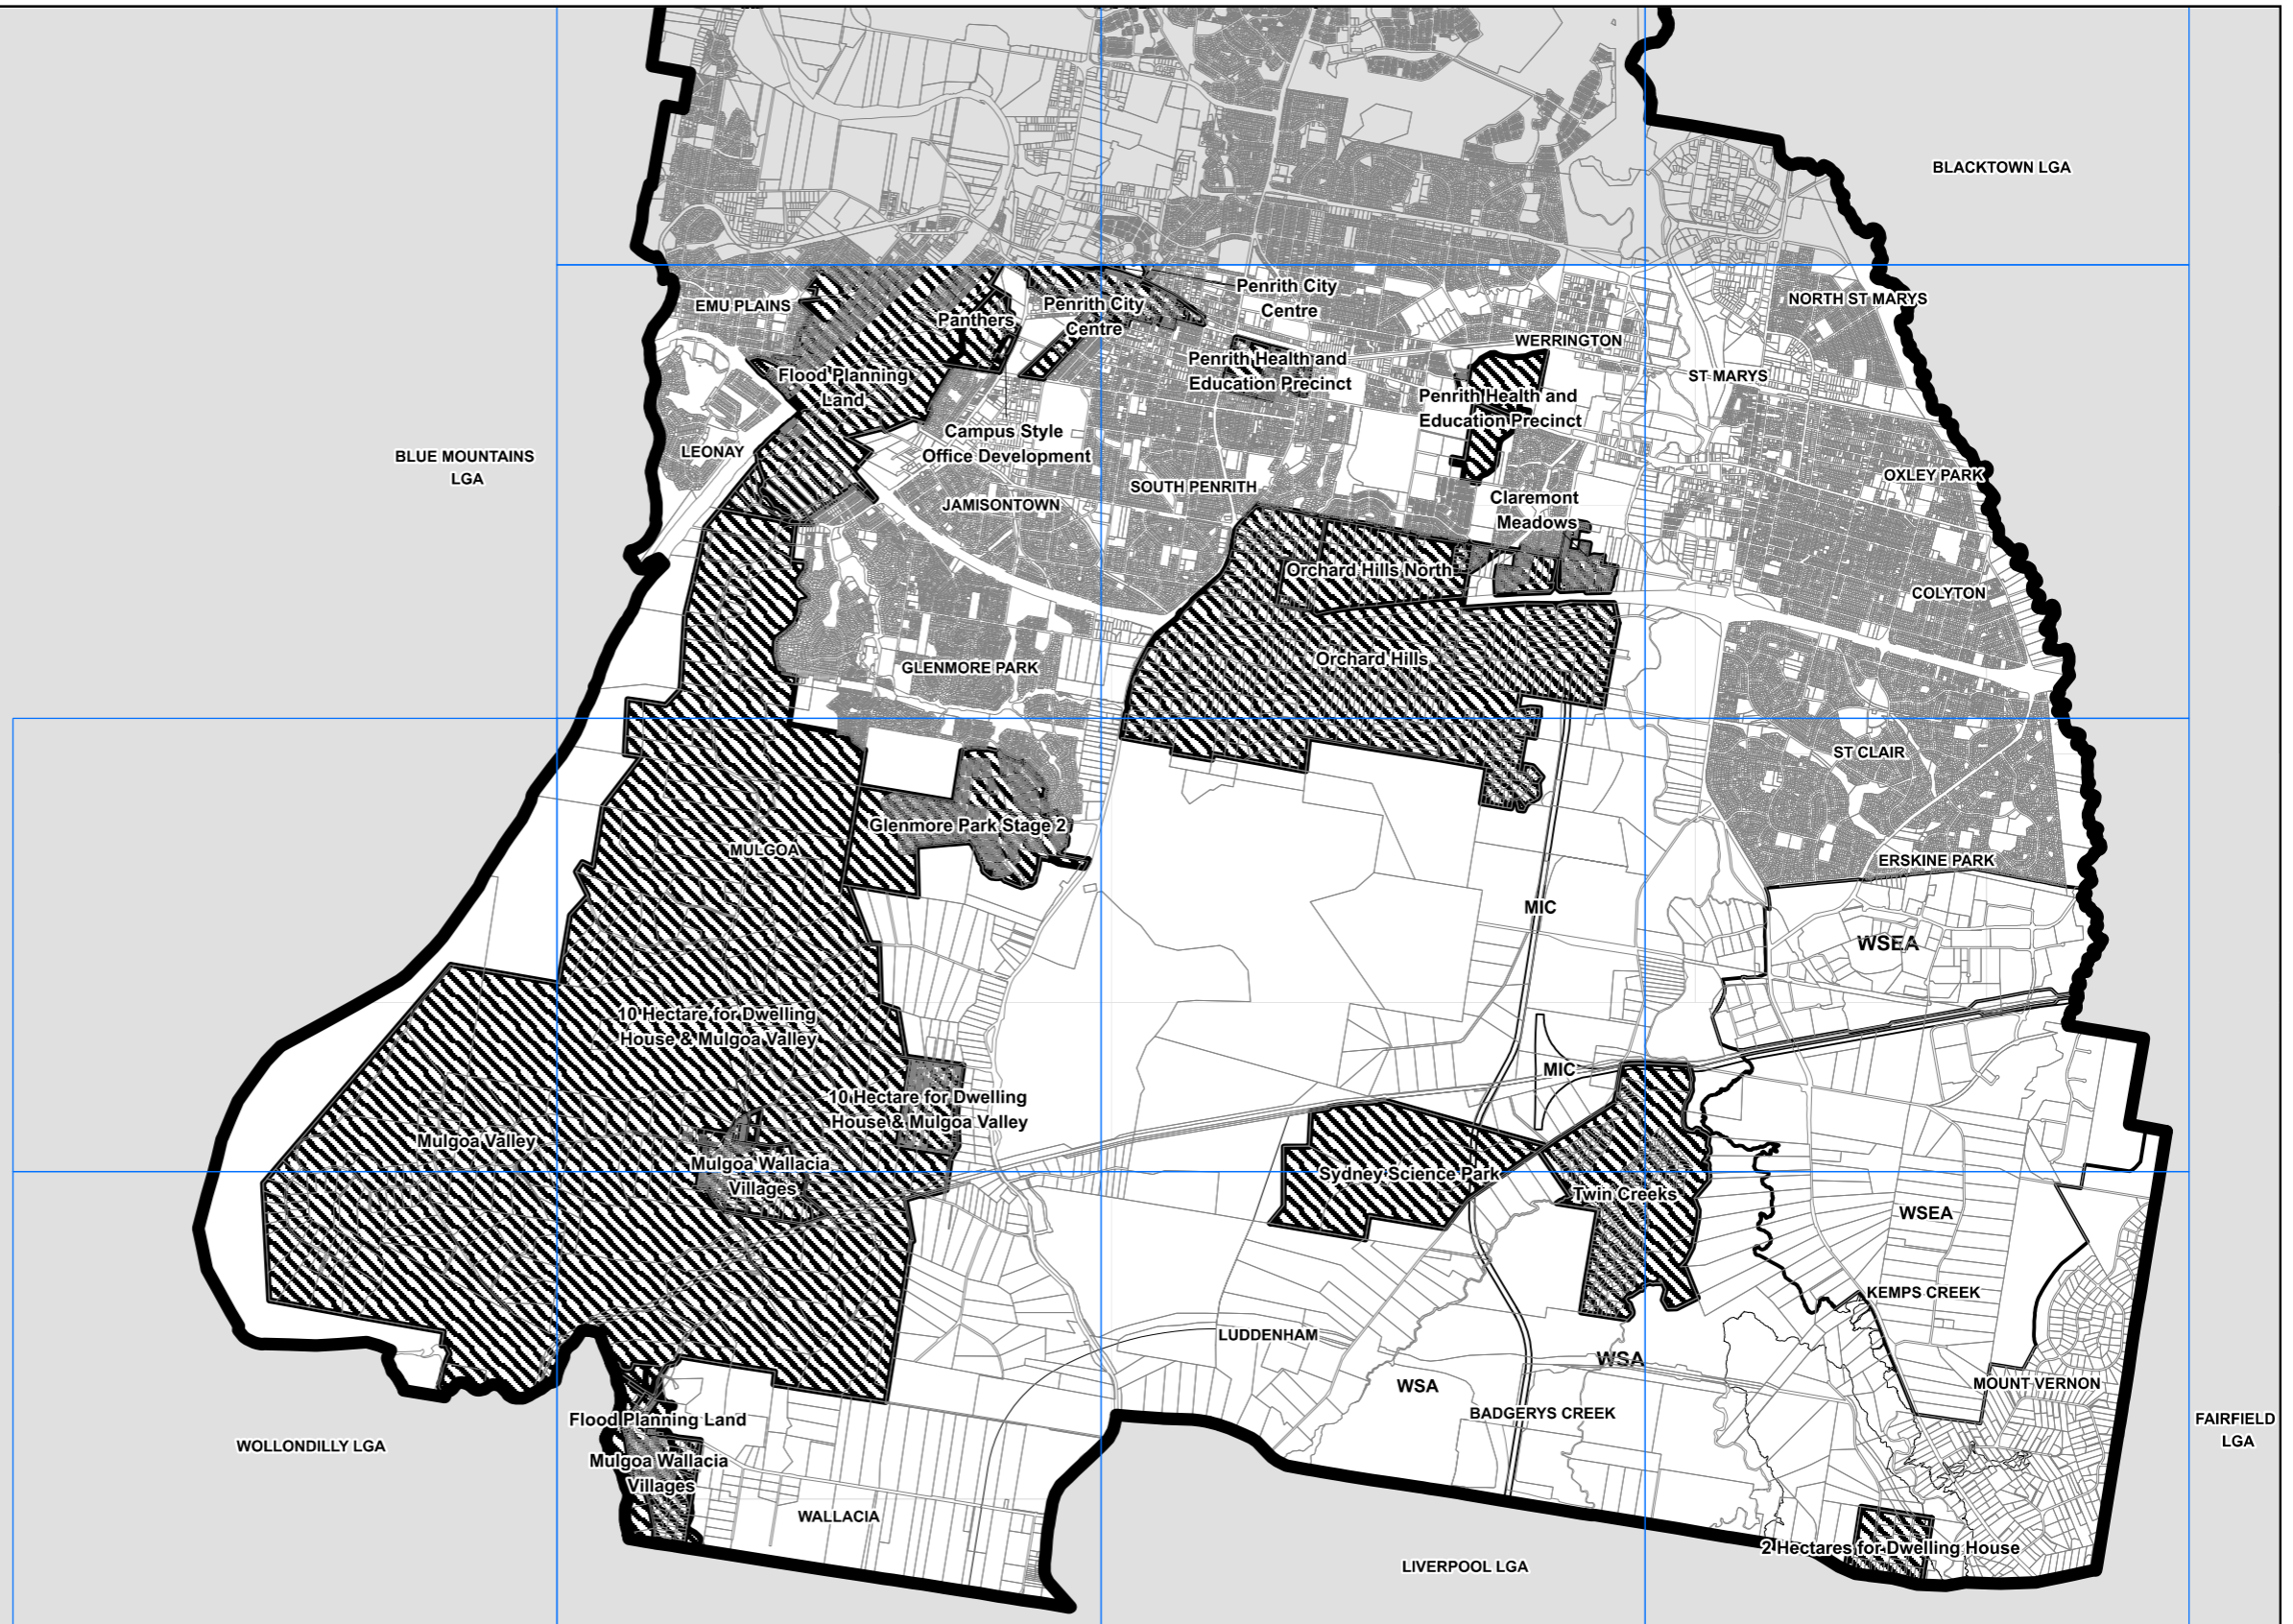 BLACKTOWN LGA
Penrith City
Centre
NORTH ST MARYS
EMU PLAINS
Penrith City
Centre
Panthers
WERRINGTON
Penrith Health and
Education Precinct
Flood Planning
Land
ST MARYS
Penrith Health and
Education Precinct
Campus Style
Office Development
LEONAY
BLUE MOUNTAINS
LGA
OXLEY PARK
SOUTH PENRITH
Claremont
Meadows
JAMISONTOWN
Orchard Hills North
COLYTON
Orchard Hills
GLENMORE PARK
ST CLAIR
Glenmore Park Stage 2
MULGOA
ERSKINE PARK
MIC
WSEA
10 Hectare for Dwelling
House & Mulgoa Valley
MIC
10 Hectare for Dwelling
House & Mulgoa Valley
Mulgoa Valley
Mulgoa Wallacia
Villages
Sydney Science Park
Twin Creeks
WSEA
KEMPS CREEK
LUDDENHAM
WSA
WSA
MOUNT VERNON
BADGERYS CREEK
Flood Planning Land
FAIRFIELD
LGA
WOLLONDILLY LGA
Mulgoa Wallacia
Villages
WALLACIA
2 Hectares for Dwelling House
LIVERPOOL LGA